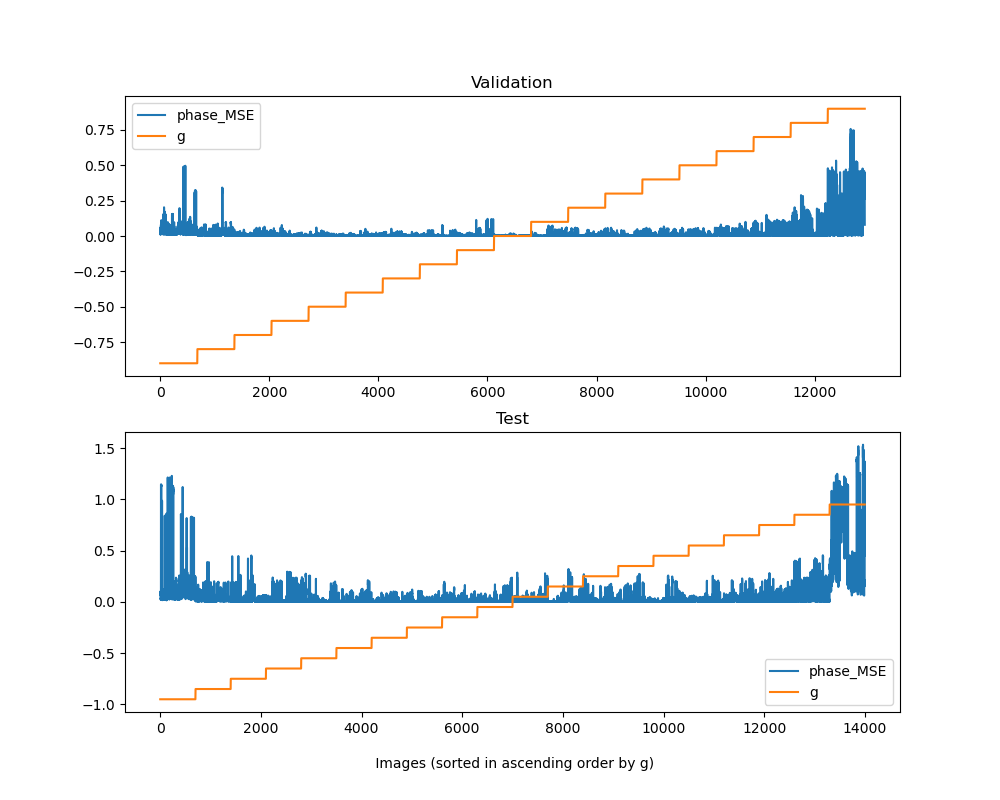 Validation
phase_MSE
g
0.75
0.50
0.25
0.00
−0.25
−0.50
−0.75
0 2000 4000 6000 8000 10000 12000
Test
1.5
1.0
0.5
0.0
−0.5
−1.0
phase_MSE
g
0 2000 4000 6000 8000 10000 12000 14000
Images (sorted in ascending order by g)